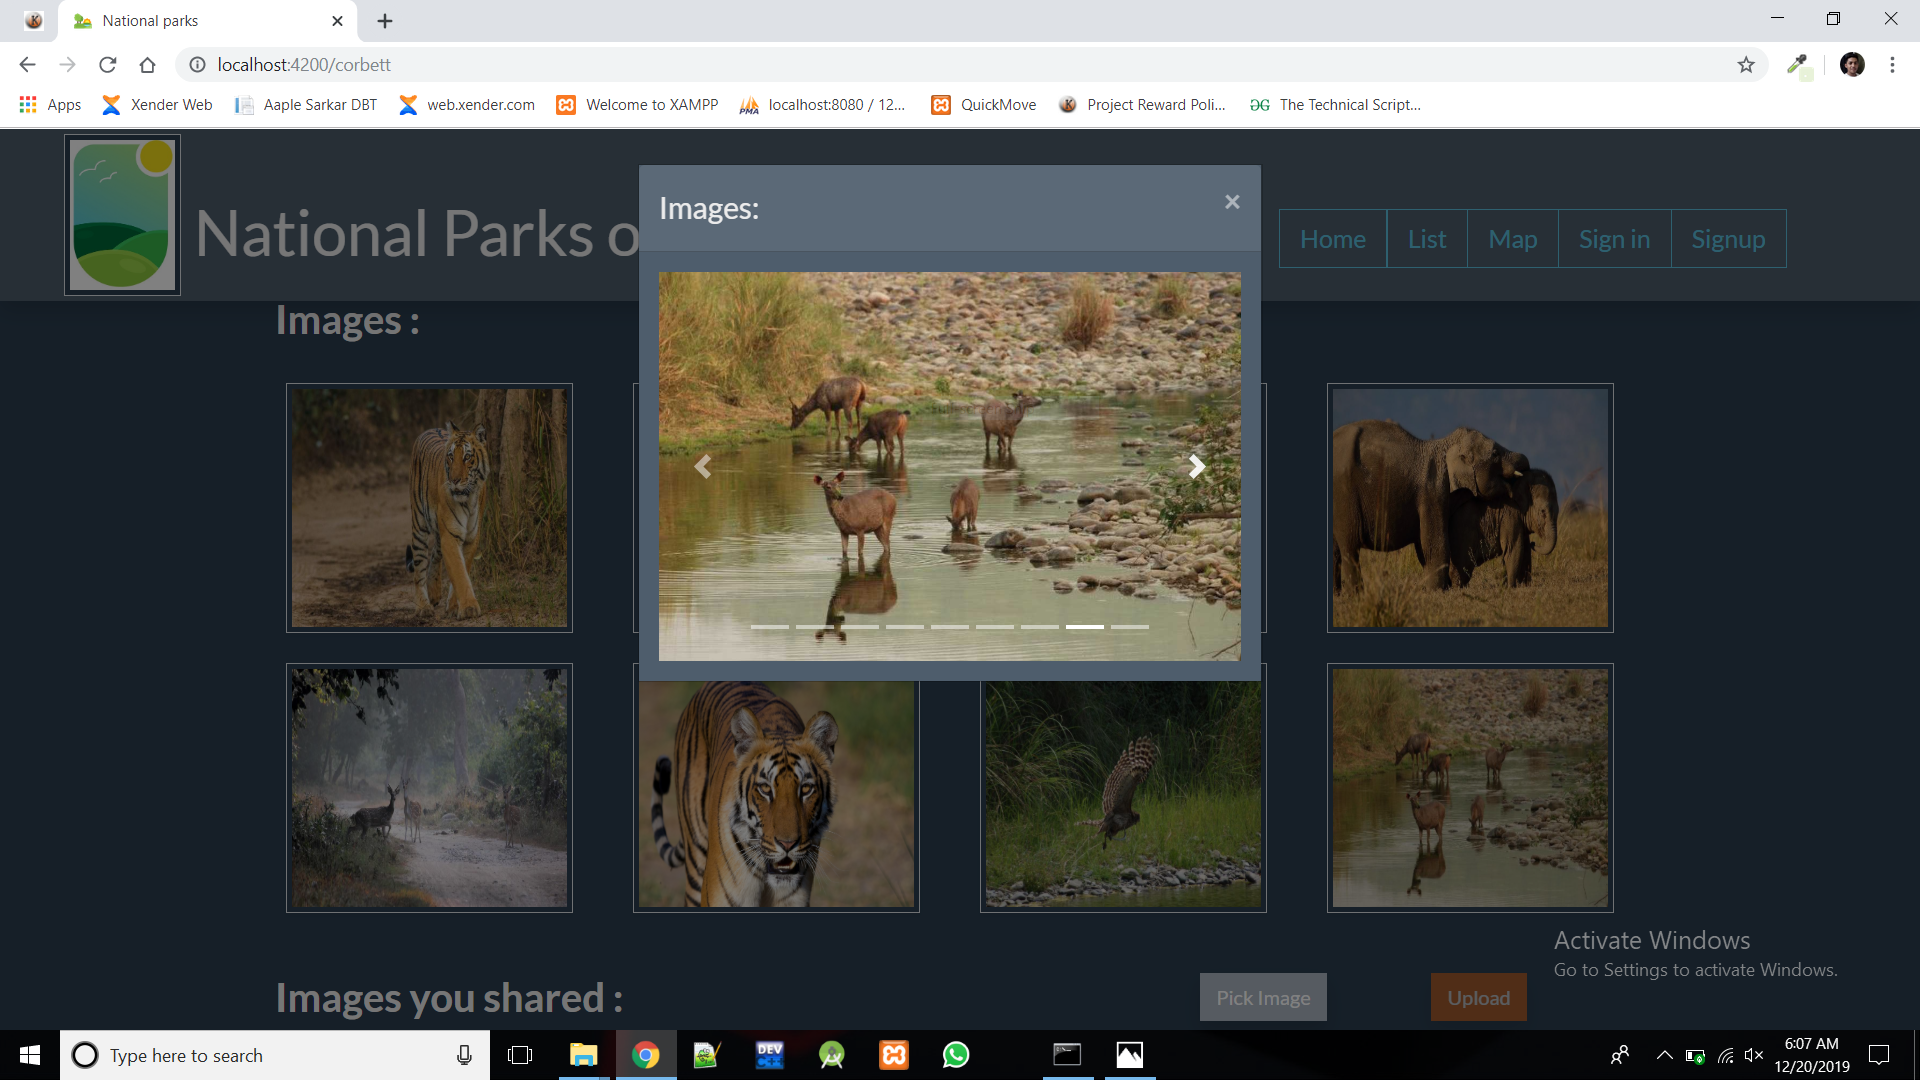 National parks
localhost:4200/corbett
Apps Xender Web Aaple Sarkar DBT web.xender.com Welcome to XAMPP PMA localhost:8080 / 12... QuickMove Project Reward Poli... The Technical Script...
National Parks o
Images:
×
Home List Map Sign in Signup
Images :
Images you shared :
Pick Image
Upload
Activate Windows
Go to Settings to activate Windows.
Type here to search
DEV
C++
6:07 AM
12/20/2019